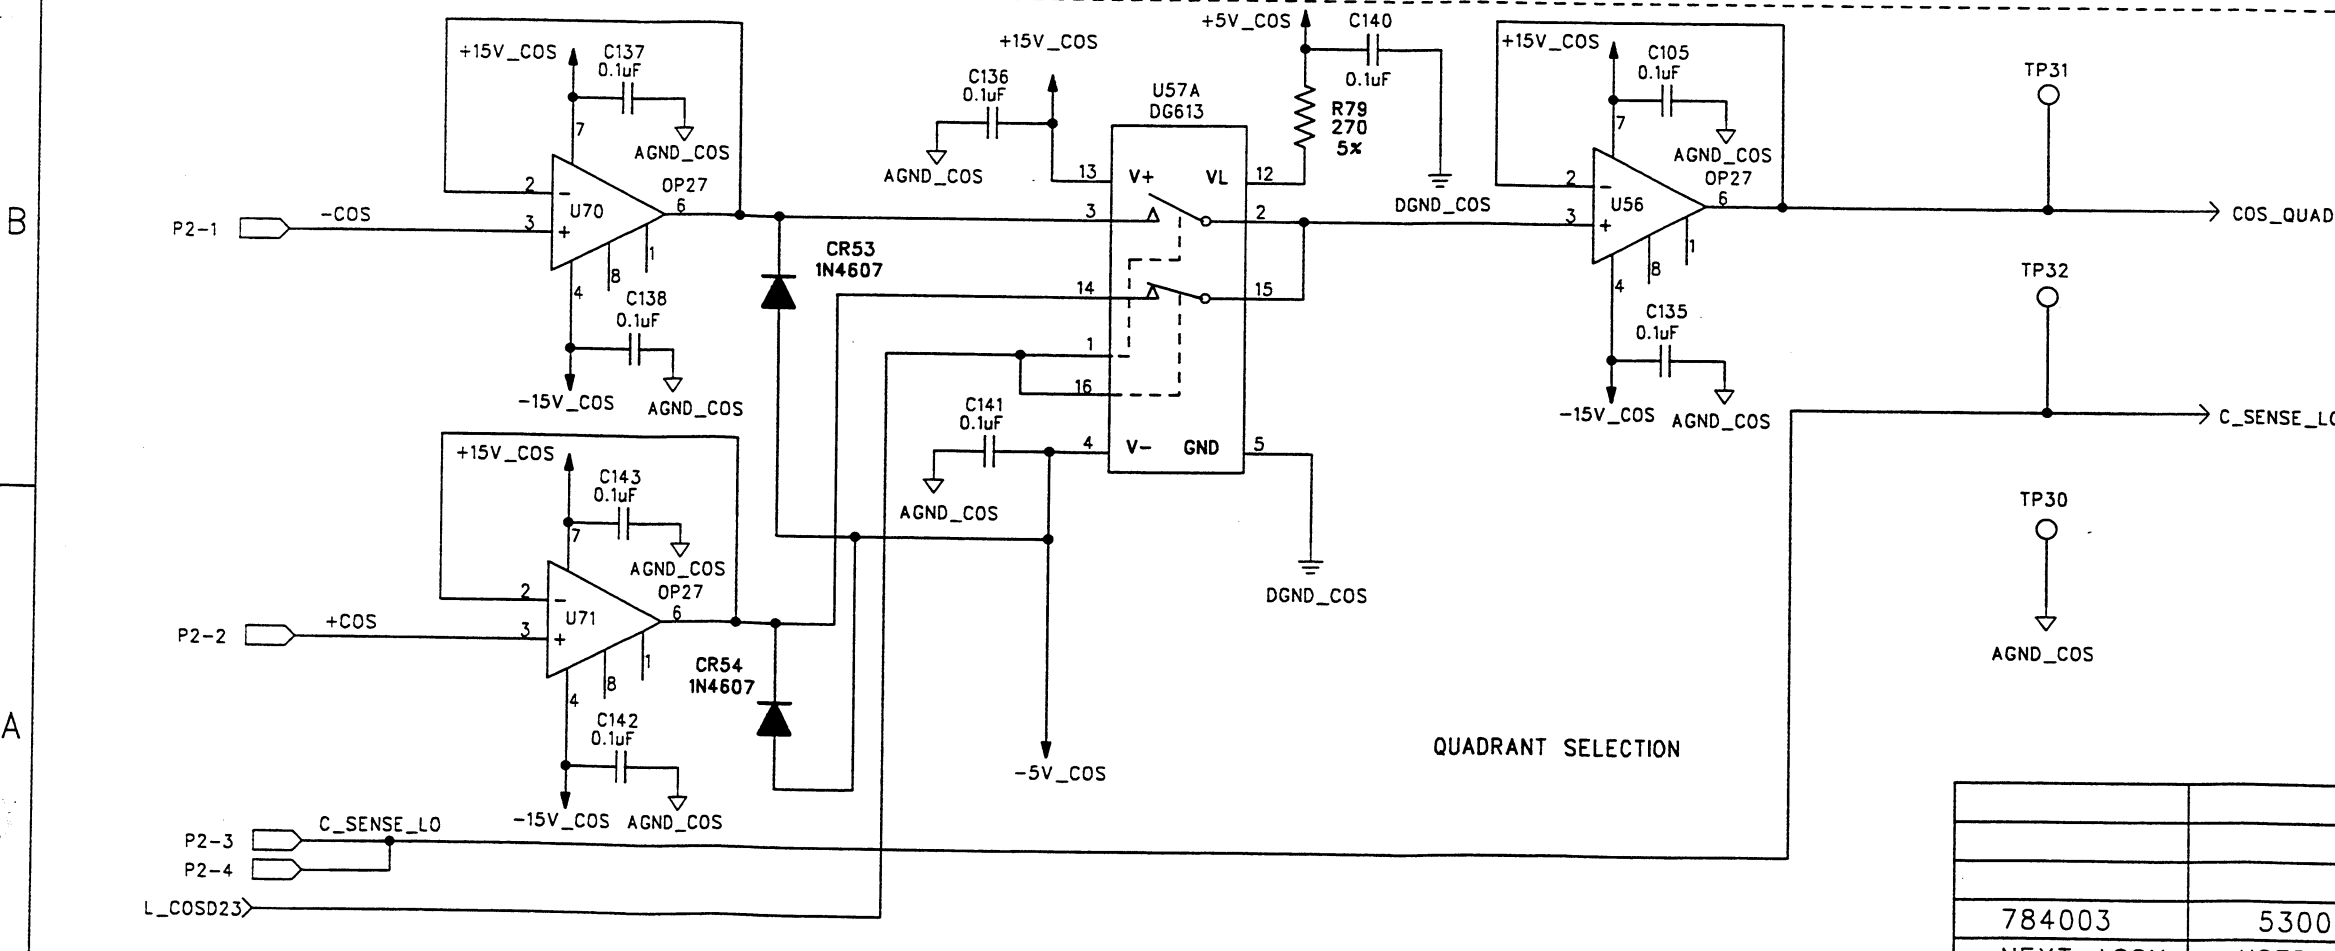 +15V_COS
C137
0.1uF
7
AGND_COS
OP27
2
-
U70
6
3
+
P2-1
-COS
1
8
4
C138
0.1uF
-15V_COS
AGND_COS
CR53
1N4607
+15V_COS
C136
0.1uF
AGND_COS
+5V_COS
C140
0.1uF
R79
270
5%
DGND_COS
U57A
DG613
13
V+
VL
12
3
2
14
15
1
16
4
V-
GND
5
C141
0.1uF
AGND_COS
DGND_COS
-5V_COS
+15V_COS
C105
0.1uF
7
AGND_COS
OP27
2
-
U56
6
3
+
1
8
4
C135
0.1uF
-15V_COS
AGND_COS
TP31
COS_QUAD
TP32
C_SENSE_LO
TP30
AGND_COS
B
+15V_COS
C143
0.1uF
7
AGND_COS
OP27
2
-
U71
6
3
+
P2-2
+COS
1
8
4
C142
0.1uF
-15V_COS
AGND_COS
CR54
1N4607
A
QUADRANT SELECTION
P2-3
C_SENSE_LO
P2-4
L_COSD23
784003
5300